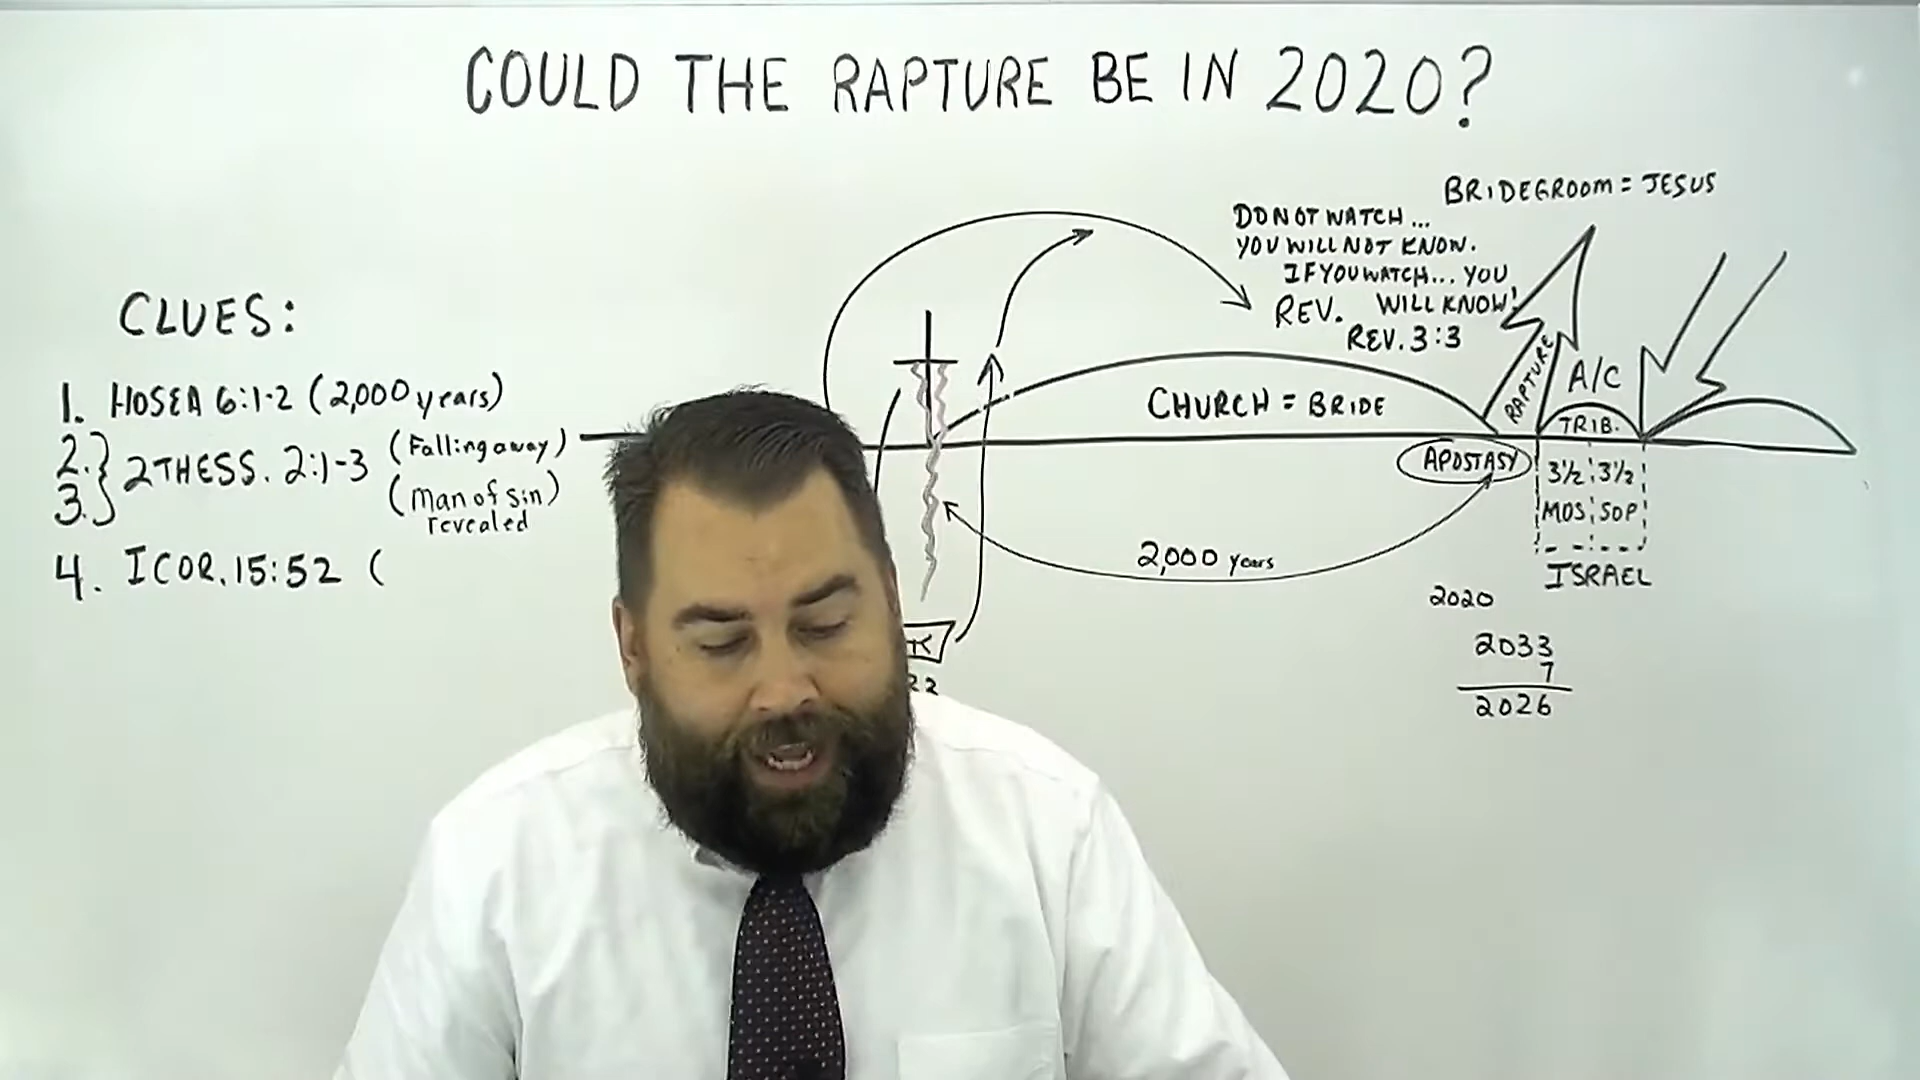 COULD THE RAPTURE BE IN 2020?
CLUES:
1. HOSEA 6:1-2 (2,000 years)
2.} 2 THESS. 2:1-3 (Falling away)
3.} (Man of Sin)
revealed
4. I COR. 15:52 (
BRIDEGROOM = JESUS
DO NOT WATCH...
YOU WILL NOT KNOW.
IF YOU WATCH... YOU
REV. WILL KNOW!
REV. 3:3
CHURCH = BRIDE
RAPTURE
A/C
TRIB.
APOSTASY
3½ 3½
MOS SOP
ISRAEL
2,000 years
2020
2033
7
2026